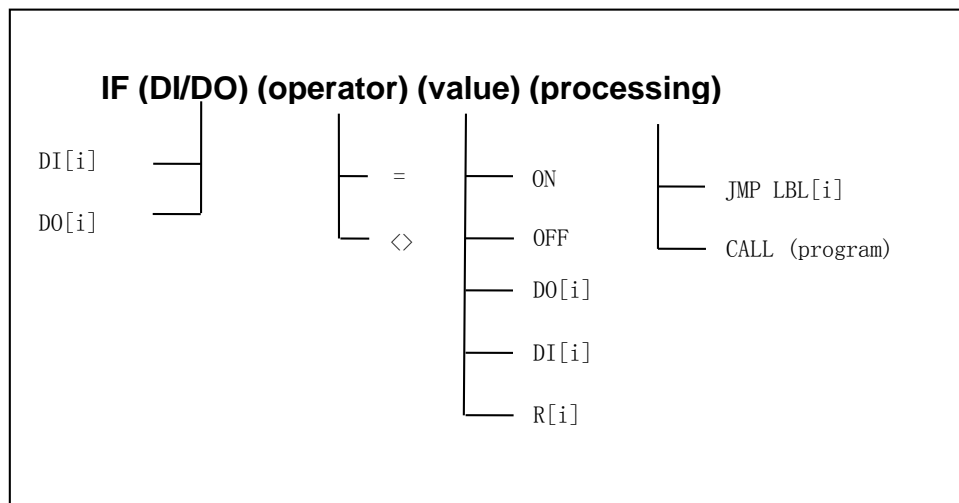 IF (DI/DO) (operator) (value) (processing)
DI[i]
DO[i]
=
<>
ON
OFF
DO[i]
DI[i]
R[i]
JMP LBL[i]
CALL (program)